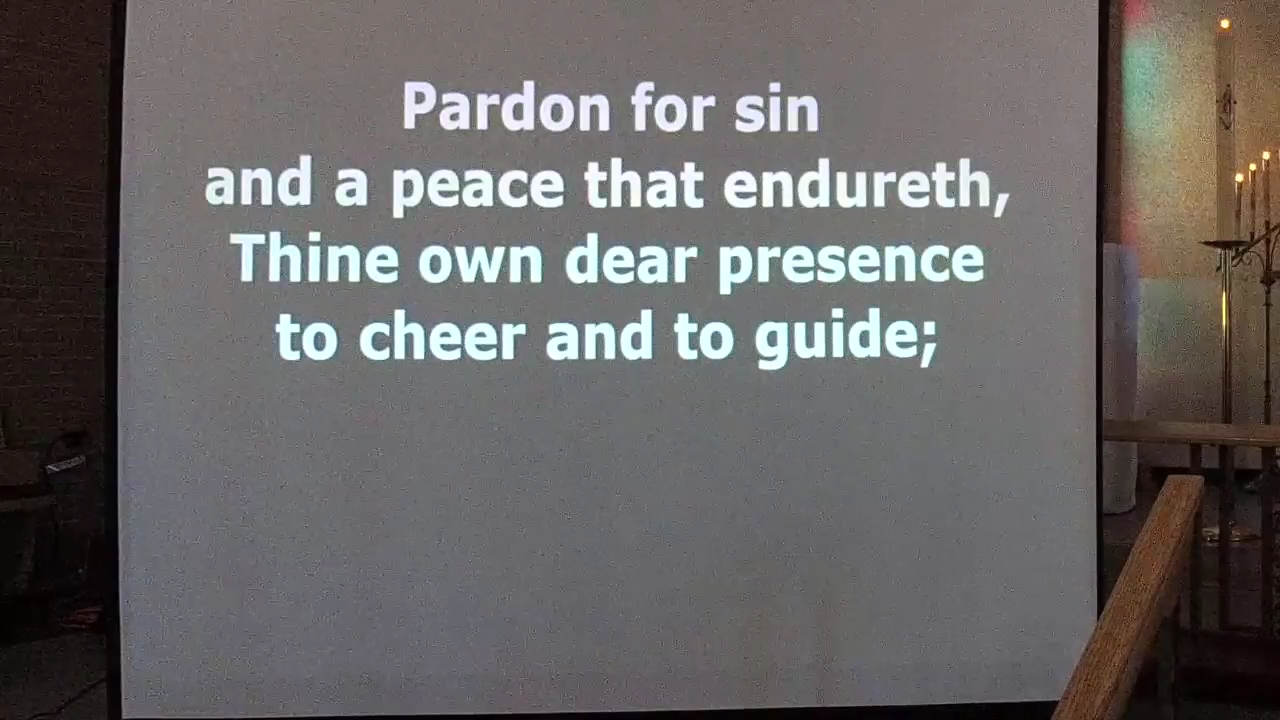 Pardon for sin
and a peace that endureth,
Thine own dear presence
to cheer and to guide;